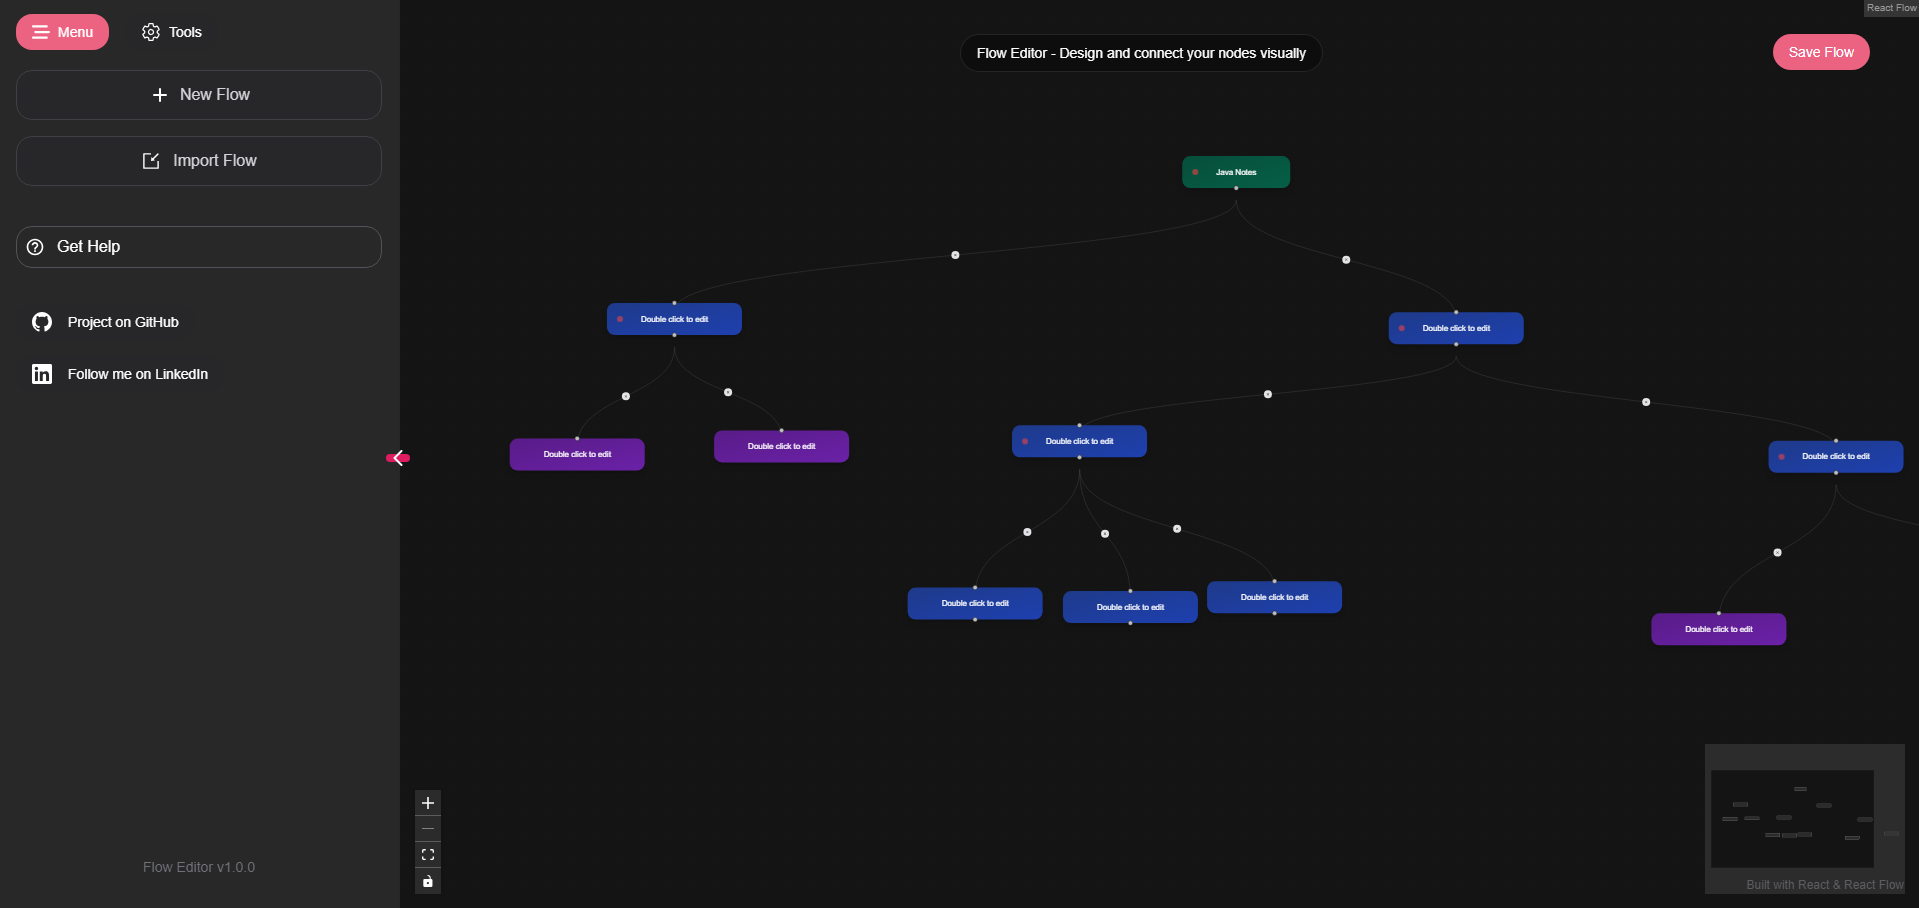 Menu
Tools
New Flow
Import Flow
Get Help
Project on GitHub
Follow me on LinkedIn
Flow Editor v1.0.0
React Flow
Flow Editor - Design and connect your nodes visually
Save Flow
Java Notes
Double click to edit
Double click to edit
Double click to edit
Double click to edit
Double click to edit
Double click to edit
Double click to edit
Double click to edit
Double click to edit
Double click to edit
Built with React & React Flow